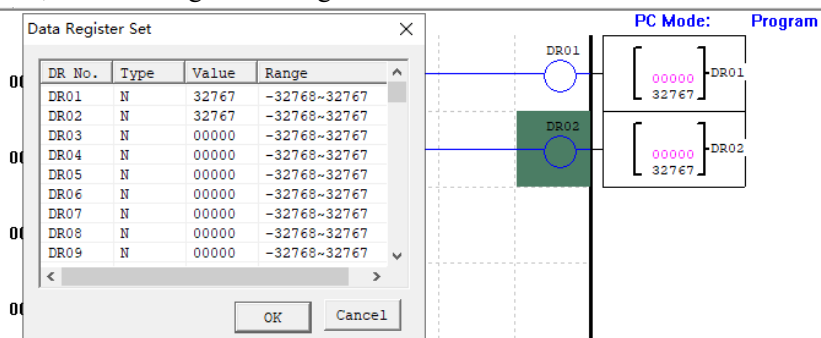 Data Register Set
PC Mode: Program
DR No. Type Value Range
DR01 N 32767 -32768~32767
DR02 N 32767 -32768~32767
DR03 N 00000 -32768~32767
DR04 N 00000 -32768~32767
DR05 N 00000 -32768~32767
DR06 N 00000 -32768~32767
DR07 N 00000 -32768~32767
DR08 N 00000 -32768~32767
DR09 N 00000 -32768~32767
OK Cancel
DR01
00000 DR01
32767
DR02
00000 DR02
32767